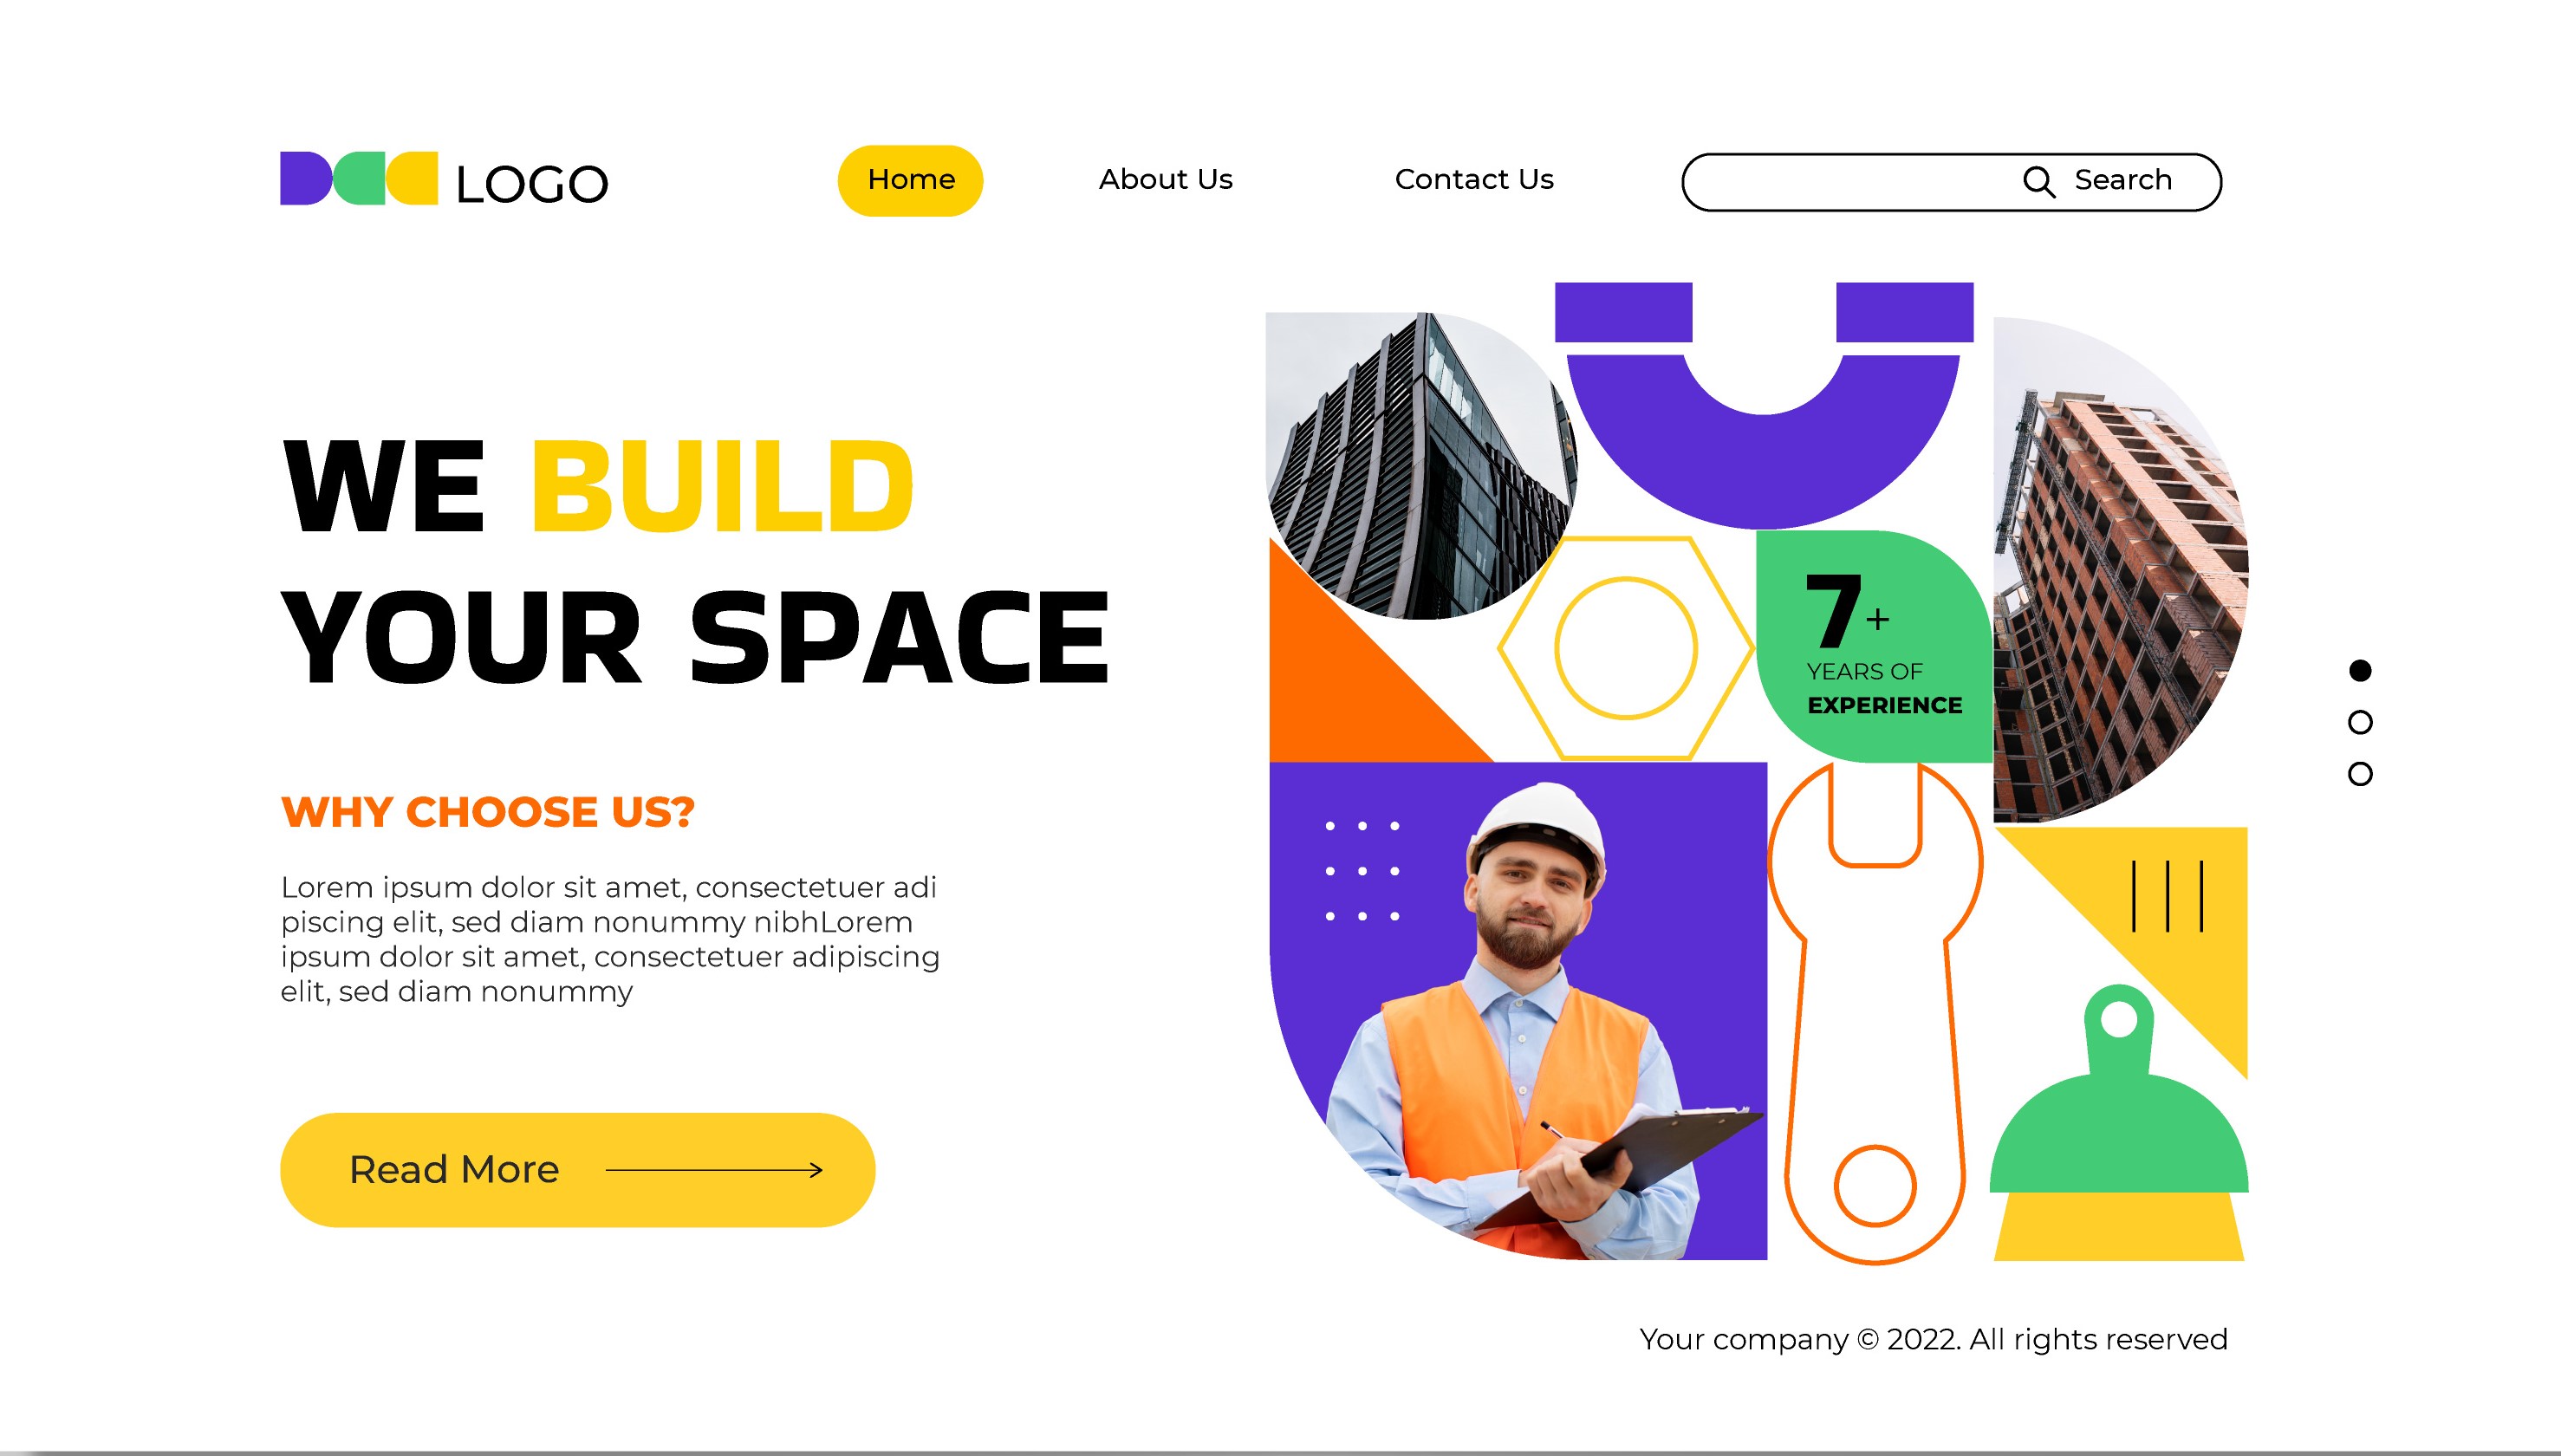 LOGO
Home
About Us
Contact Us
Search
WE BUILD
YOUR SPACE
7+
YEARS OF
EXPERIENCE
WHY CHOOSE US?
Lorem ipsum dolor sit amet, consectetuer adi
piscing elit, sed diam nonummy nibhLorem
ipsum dolor sit amet, consectetuer adipiscing
elit, sed diam nonummy
Read More
Your company © 2022. All rights reserved